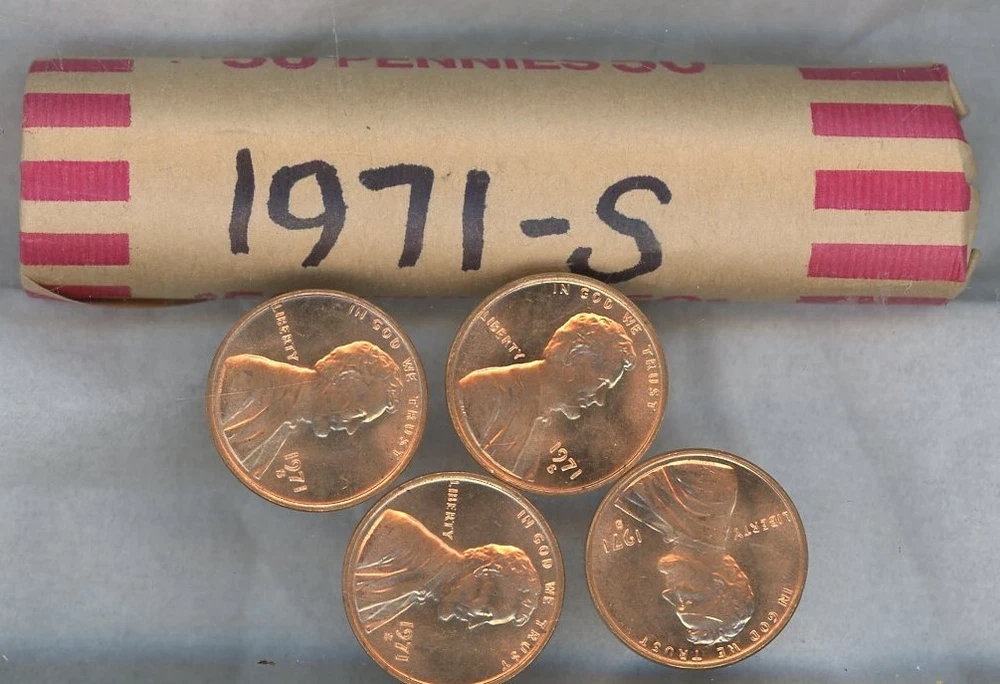 50 PENNIES 50
1971-S
IN GOD WE TRUST
LIBERTY
1971
S
IN GOD WE TRUST
LIBERTY
1971
S
IN GOD WE TRUST
LIBERTY
1971
S
LIBERTY
1971
S
IN GOD WE TRUST